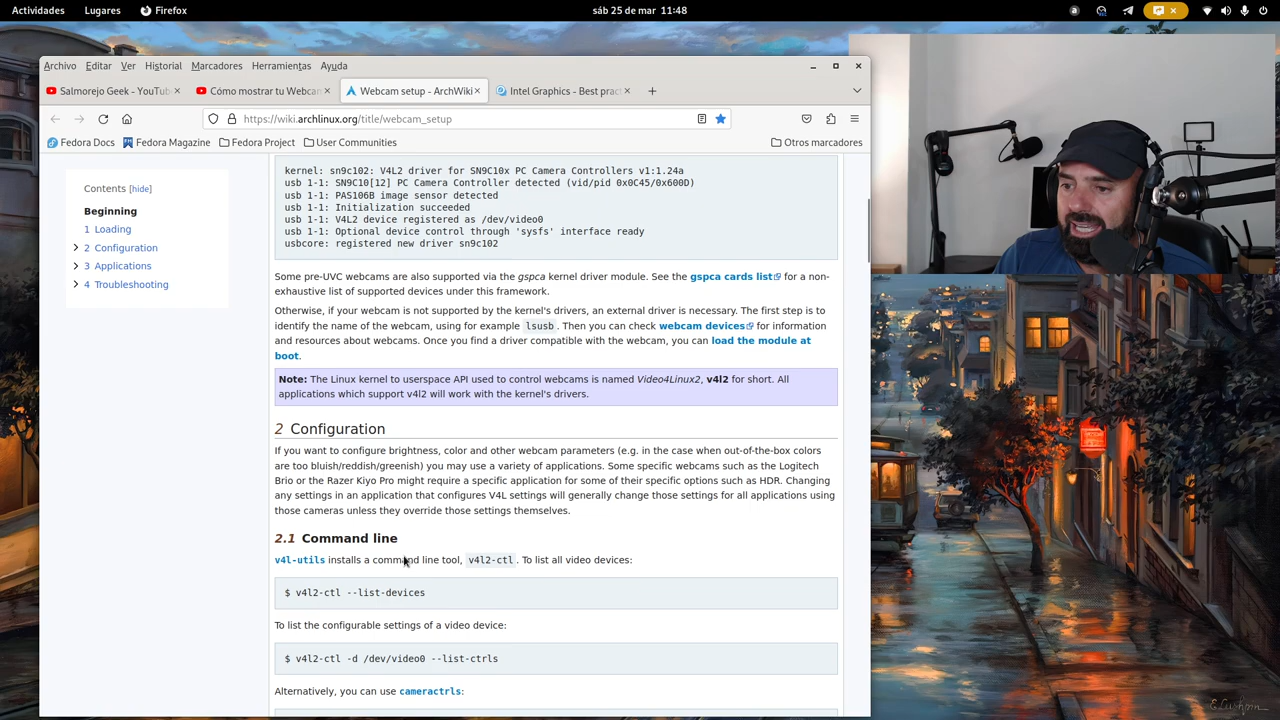 Actividades
Lugares
Firefox
sáb 25 de mar 11:48
Archivo Editar Ver Historial Marcadores Herramientas Ayuda
Salmorejo Geek - YouTub
Cómo mostrar tu Webcam
Webcam setup - ArchWiki
Intel Graphics - Best prac
https://wiki.archlinux.org/title/webcam_setup
Fedora Docs
Fedora Magazine
Fedora Project
User Communities
Otros marcadores
Contents [hide]
Beginning
1 Loading
2 Configuration
3 Applications
4 Troubleshooting
kernel: sn9c102: V4L2 driver for SN9C10x PC Camera Controllers v1:1.24a
usb 1-1: SN9C10[12] PC Camera Controller detected (vid/pid 0x0C45/0x600D)
usb 1-1: PAS106B image sensor detected
usb 1-1: Initialization succeeded
usb 1-1: V4L2 device registered as /dev/video0
usb 1-1: Optional device control through 'sysfs' interface ready
usbcore: registered new driver sn9c102
Some pre-UVC webcams are also supported via the gspca kernel driver module. See the gspca cards list for a non-
exhaustive list of supported devices under this framework.
Otherwise, if your webcam is not supported by the kernel's drivers, an external driver is necessary. The first step is to
identify the name of the webcam, using for example lsusb. Then you can check webcam devices for information
and resources about webcams. Once you find a driver compatible with the webcam, you can load the module at
boot.
Note: The Linux kernel to userspace API used to control webcams is named Video4Linux2, v4l2 for short. All
applications which support v4l2 will work with the kernel's drivers.
2 Configuration
If you want to configure brightness, color and other webcam parameters (e.g. in the case when out-of-the-box colors
are too bluish/reddish/greenish) you may use a variety of applications. Some specific webcams such as the Logitech
Brio or the Razer Kiyo Pro might require a specific application for some of their specific options such as HDR. Changing
any settings in an application that configures V4L settings will generally change those settings for all applications using
those cameras unless they override those settings themselves.
2.1 Command line
v4l-utils installs a command line tool, v4l2-ctl. To list all video devices:
$ v4l2-ctl --list-devices
To list the configurable settings of a video device:
$ v4l2-ctl -d /dev/video0 --list-ctrls
Alternatively, you can use cameractrls: